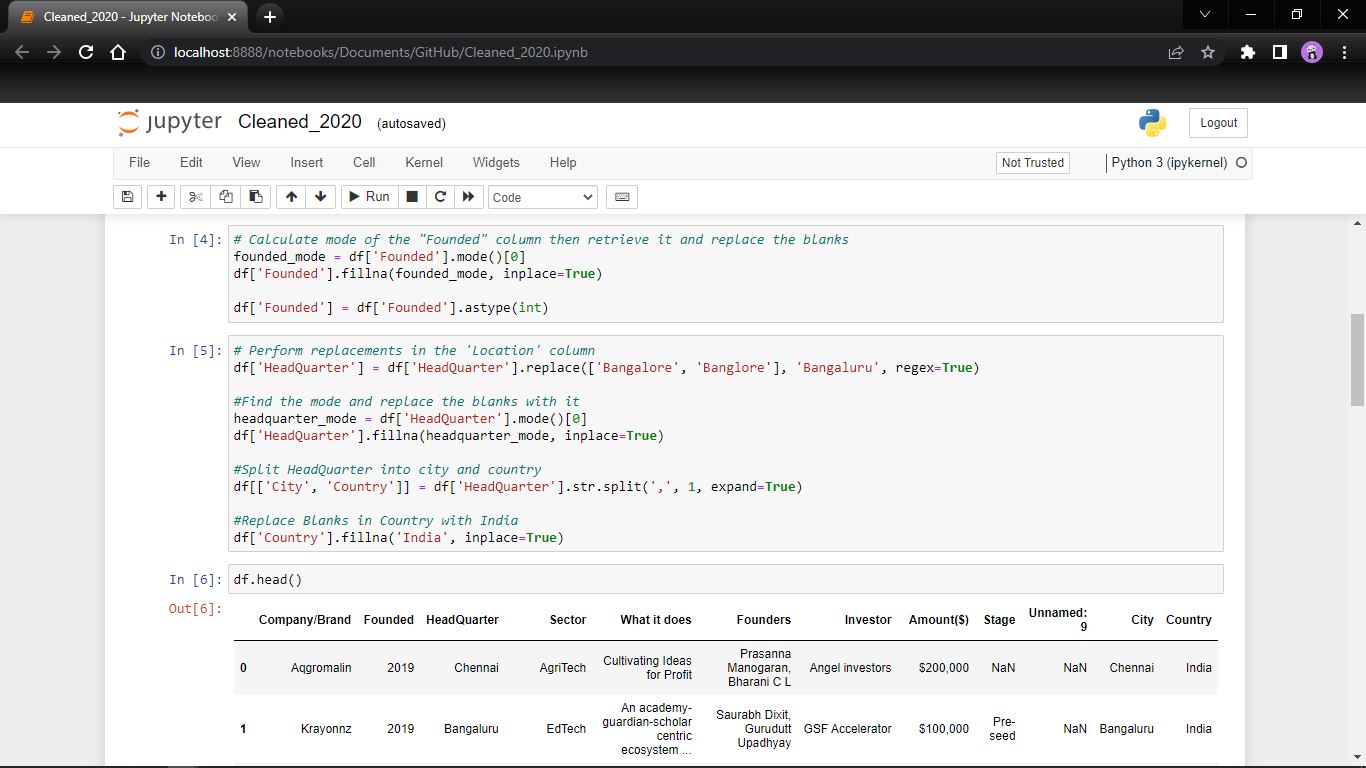 Cleaned_2020 - Jupyter Noteboo
localhost:8888/notebooks/Documents/GitHub/Cleaned_2020.ipynb
jupyter Cleaned_2020 (autosaved)
Logout
File Edit View Insert Cell Kernel Widgets Help
Not Trusted
Python 3 (ipykernel)
Run
Code
In [4]:
# Calculate mode of the "Founded" column then retrieve it and replace the blanks
founded_mode = df['Founded'].mode()[0]
df['Founded'].fillna(founded_mode, inplace=True)
df['Founded'] = df['Founded'].astype(int)
In [5]:
# Perform replacements in the 'Location' column
df['HeadQuarter'] = df['HeadQuarter'].replace(['Bangalore', 'Banglore'], 'Bangaluru', regex=True)
#Find the mode and replace the blanks with it
headquarter_mode = df['HeadQuarter'].mode()[0]
df['HeadQuarter'].fillna(headquarter_mode, inplace=True)
#Split HeadQuarter into city and country
df[['City', 'Country']] = df['HeadQuarter'].str.split(',', 1, expand=True)
#Replace Blanks in Country with India
df['Country'].fillna('India', inplace=True)
In [6]:
df.head()
Out[6]:
Company/Brand Founded HeadQuarter Sector What it does Founders Investor Amount($) Stage Unnamed: 9 City Country
0 Aqgromalin 2019 Chennai AgriTech Cultivating Ideas for Profit Prasanna Manogaran, Bharani C L Angel investors $200,000 NaN NaN Chennai India
1 Krayonnz 2019 Bangaluru EdTech An academy-guardian-scholar centric ecosystem ... Saurabh Dixit, Gurudutt Upadhyay GSF Accelerator $100,000 Pre-seed NaN Bangaluru India